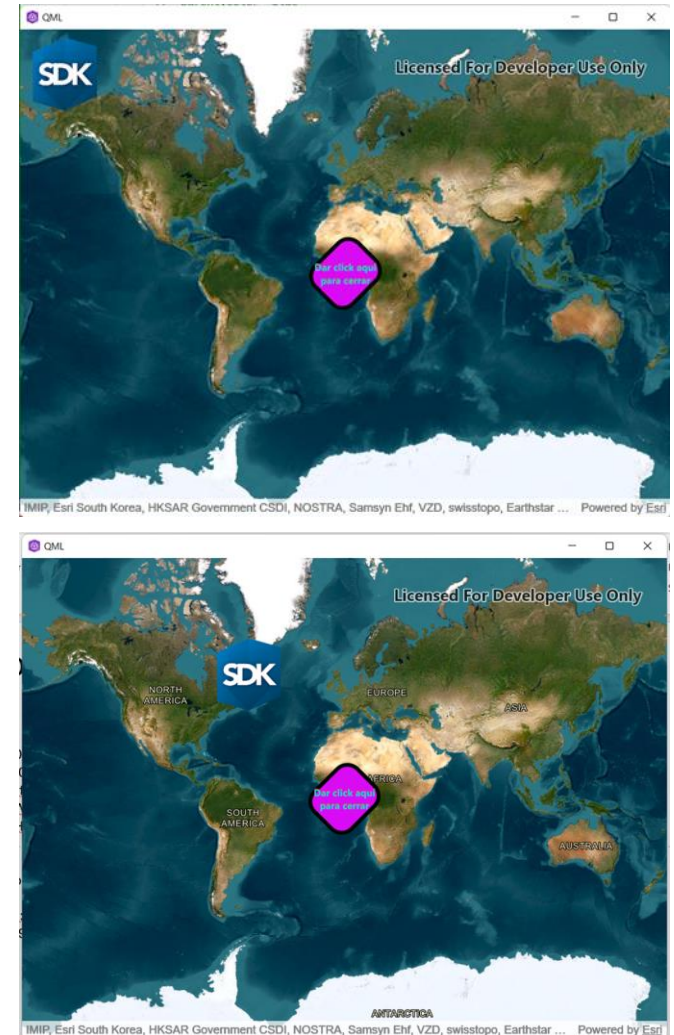 QML
SDK
Licensed For Developer Use Only
Dar click aqui
para cerrar
IMIP, Esri South Korea, HKSAR Government CSDI, NOSTRA, Samsyn Ehf, VZD, swisstopo, Earthstar ...
Powered by Esri
QML
Licensed For Developer Use Only
SDK
NORTH
AMERICA
EUROPE
ASIA
AFRICA
Dar click aqui
para cerrar
SOUTH
AMERICA
AUSTRALIA
ANTARCTICA
IMIP, Esri South Korea, HKSAR Government CSDI, NOSTRA, Samsyn Ehf, VZD, swisstopo, Earthstar ...
Powered by Esri